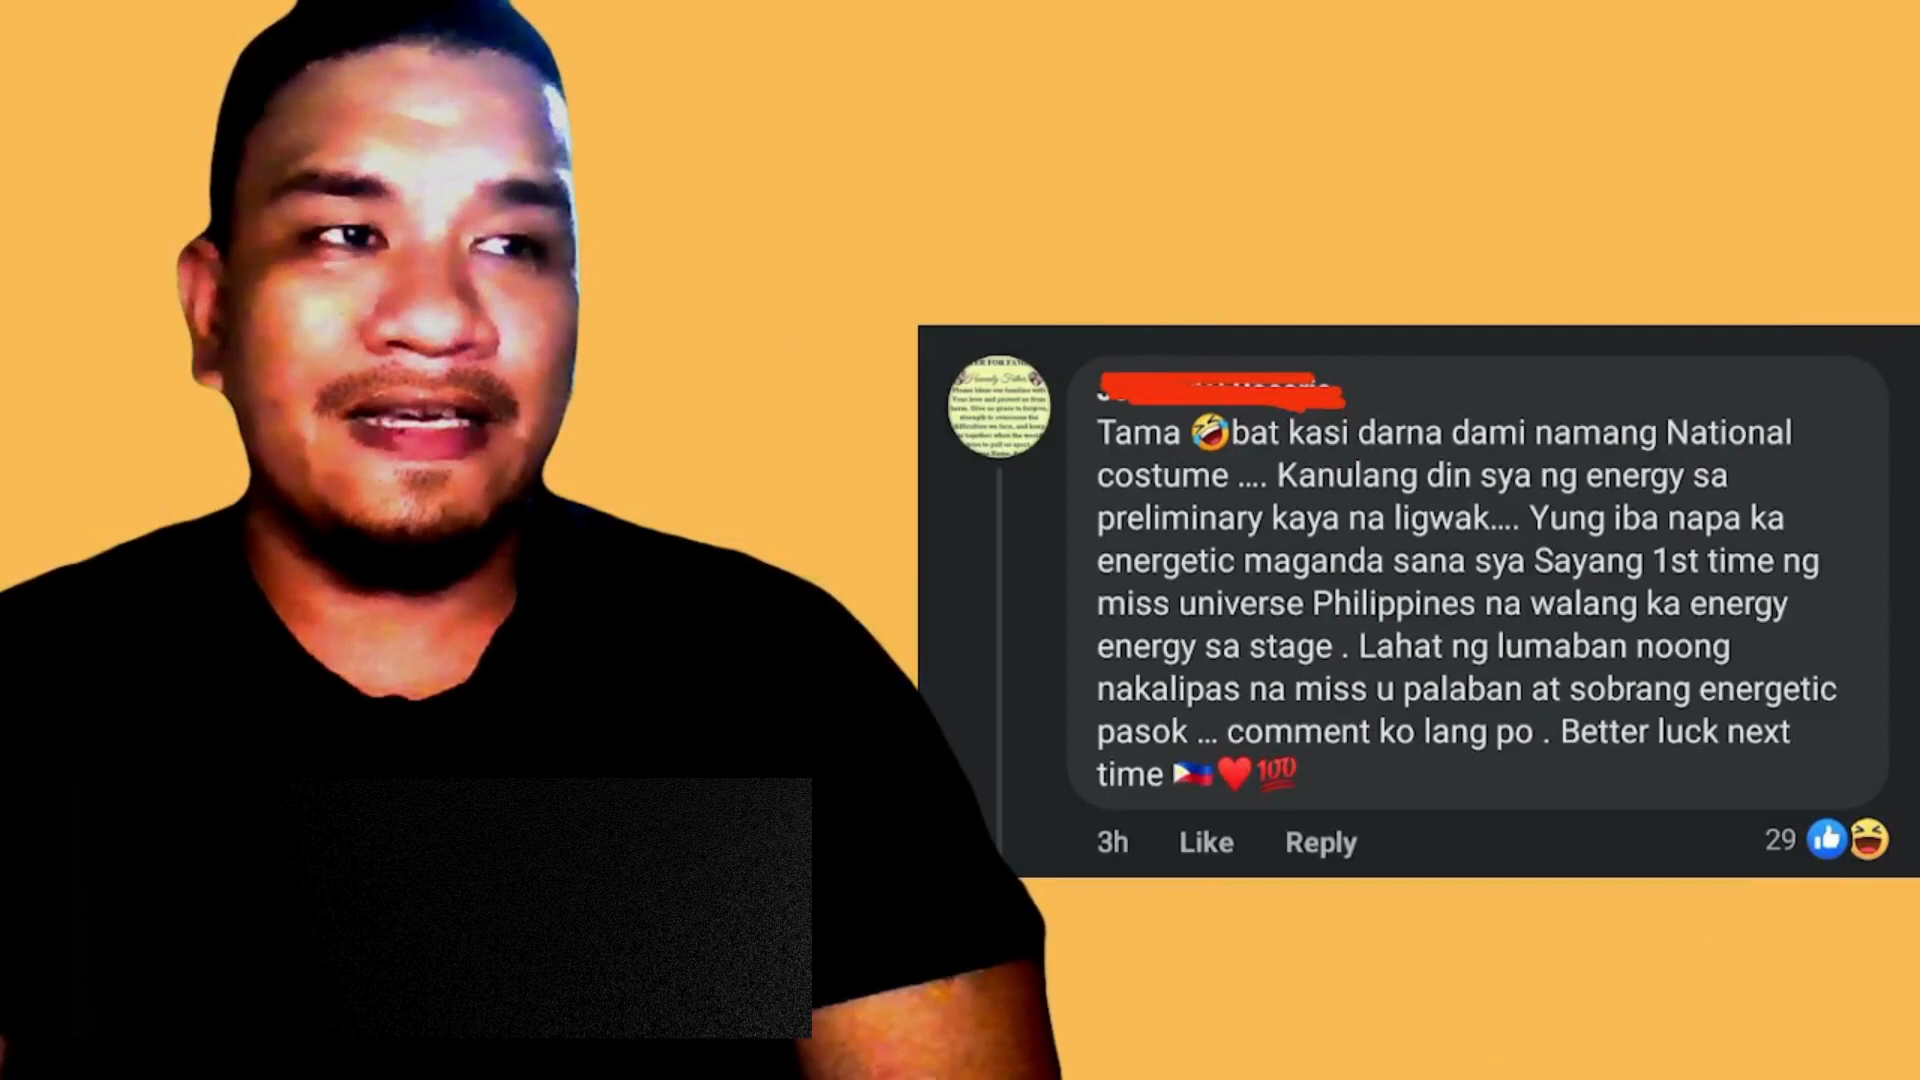 Tama 🤣bat kasi darna dami namang National
costume .... Kanulang din sya ng energy sa
preliminary kaya na ligwak.... Yung iba napa ka
energetic maganda sana sya Sayang 1st time ng
miss universe Philippines na walang ka energy
energy sa stage . Lahat ng lumaban noong
nakalipas na miss u palaban at sobrang energetic
pasok ... comment ko lang po . Better luck next
time 🇵🇭❤️💯
3h Like Reply 29